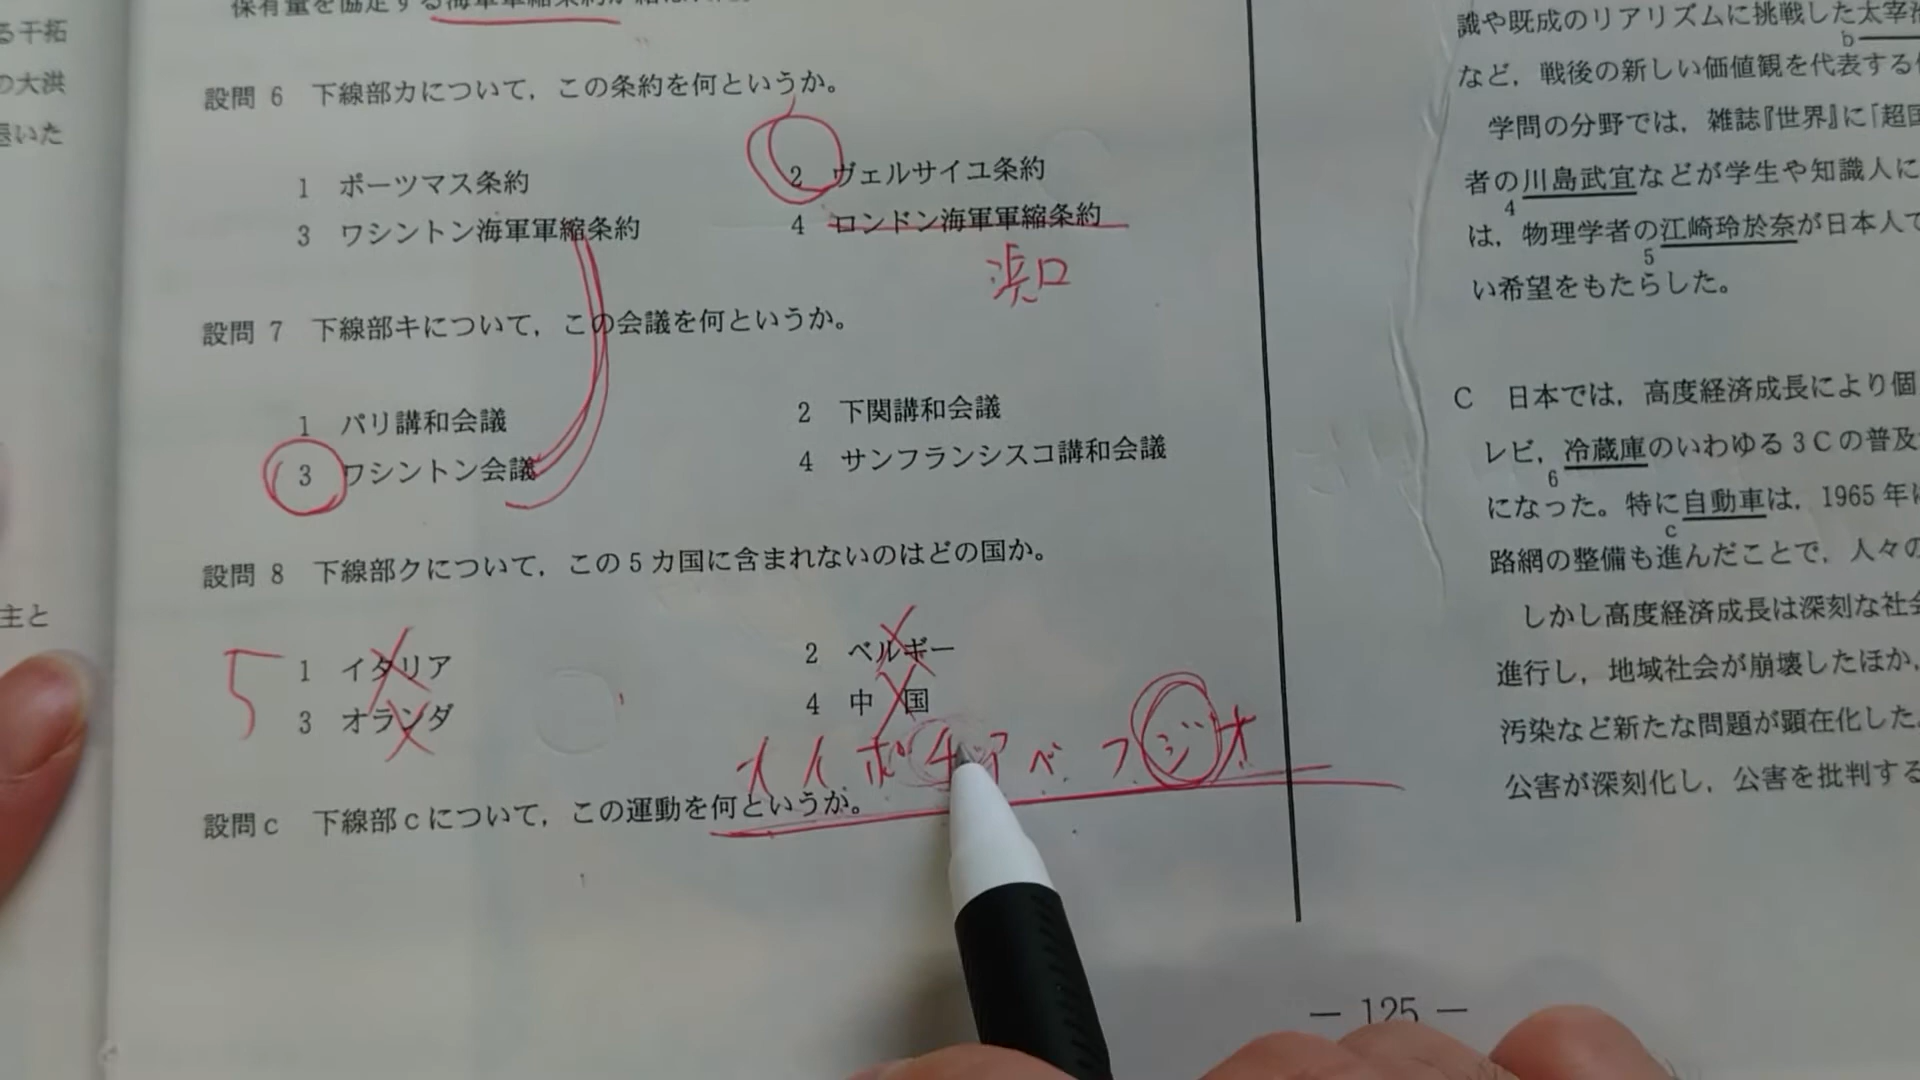 る干拓
の大洪
退いた
主と
保有量を協定する海軍軍縮条約が
設問 6 下線部カについて，この条約を何というか。
1 ポーツマス条約
2 ヴェルサイユ条約
3 ワシントン海軍軍縮条約
4 ロンドン海軍軍縮条約
浜口
設問 7 下線部キについて，この会議を何というか。
1 パリ講和会議
2 下関講和会議
3 ワシントン会議
4 サンフランシスコ講和会議
設問 8 下線部クについて，この5カ国に含まれないのはどの国か。
5
1 イタリア
2 ベルギー
3 オランダ
4 中国
オイポチアベフジオ
設問c 下線部cについて，この運動を何というか。
識や既成のリアリズムに挑戦した太宰
b
など，戦後の新しい価値観を代表する
学問の分野では，雑誌『世界』に「超国
者の川島武宜などが学生や知識人に
4
は，物理学者の江崎玲於奈が日本人で
5
い希望をもたらした。
C 日本では，高度経済成長により個
レビ，冷蔵庫のいわゆる3Cの普及
6
になった。特に自動車は，1965年
c
路網の整備も進んだことで，人々の
しかし高度経済成長は深刻な社会
進行し，地域社会が崩壊したほか，
汚染など新たな問題が顕在化した。
公害が深刻化し，公害を批判する
— 125 —